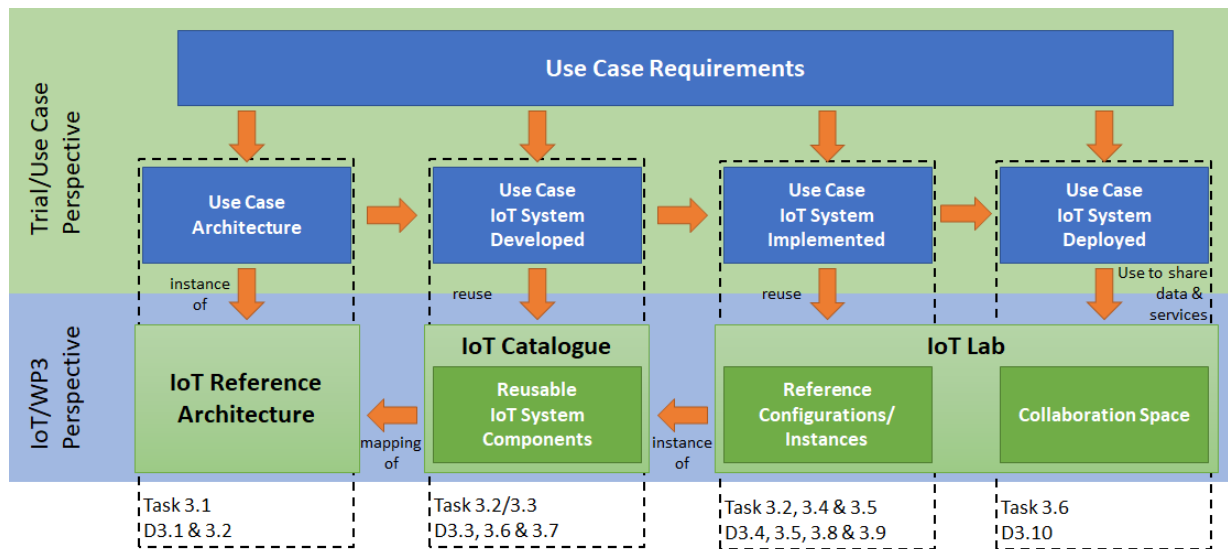 Use Case Requirements
Trial/Use Case
Perspective
Use Case
Architecture
Use Case
IoT System
Developed
Use Case
IoT System
Implemented
Use Case
IoT System
Deployed
instance
of
reuse
reuse
Use to share
data &
services
IoT/WP3
Perspective
IoT Reference
Architecture
IoT Catalogue
Reusable
IoT System
Components
IoT Lab
Reference
Configurations/
Instances
Collaboration Space
mapping
of
instance
of
Task 3.1
D3.1 & 3.2
Task 3.2/3.3
D3.3, 3.6 & 3.7
Task 3.2, 3.4 & 3.5
D3.4, 3.5, 3.8 & 3.9
Task 3.6
D3.10